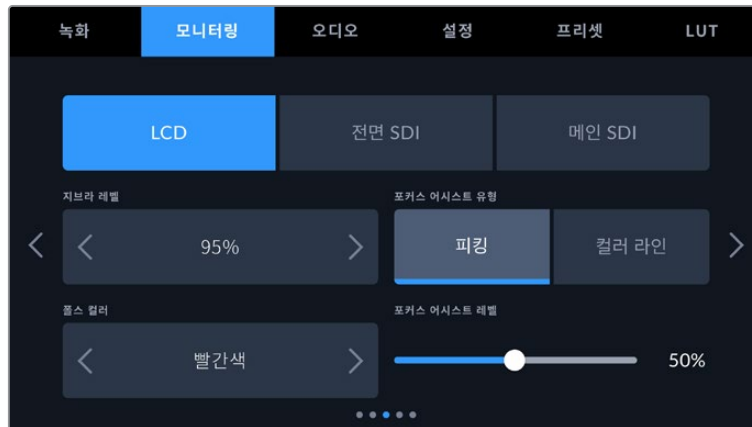 녹화 모니터링 오디오 설정 프리셋 LUT
LCD 전면 SDI 메인 SDI
지브라 레벨 포커스 어시스트 유형
95% 피킹 컬러 라인
폴스 컬러 포커스 어시스트 레벨
빨간색 50%